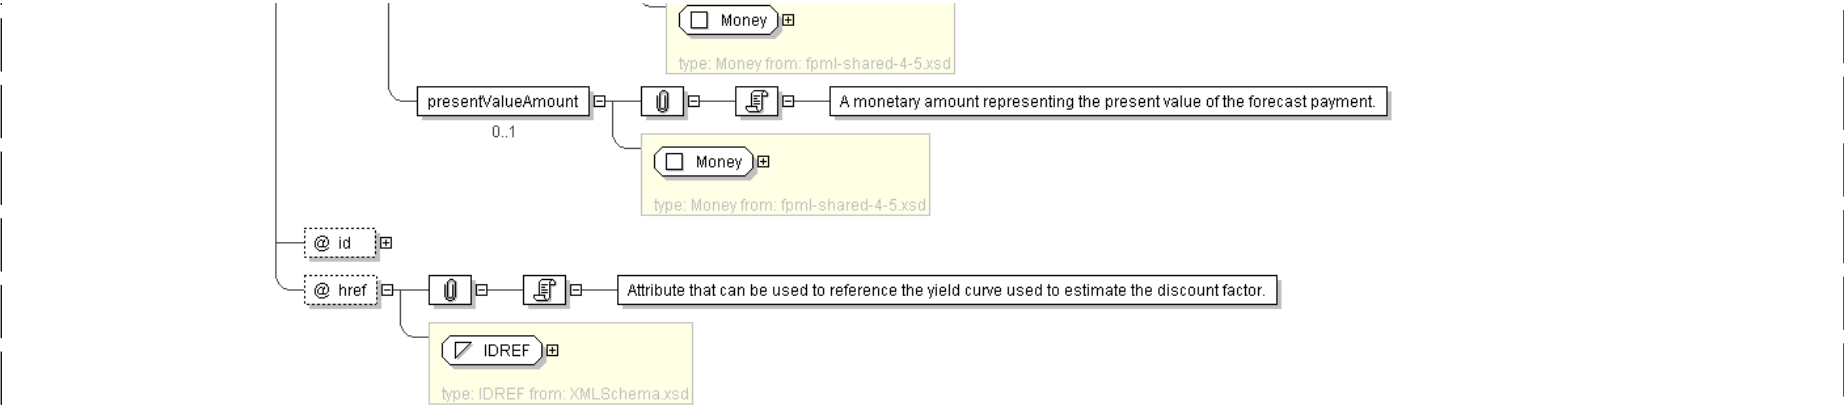 Money
type: Money from: fpml-shared-4-5.xsd
presentValueAmount
A monetary amount representing the present value of the forecast payment.
0..1
Money
type: Money from: fpml-shared-4-5.xsd
@ id
@ href
Attribute that can be used to reference the yield curve used to estimate the discount factor.
IDREF
type: IDREF from: XMLSchema.xsd